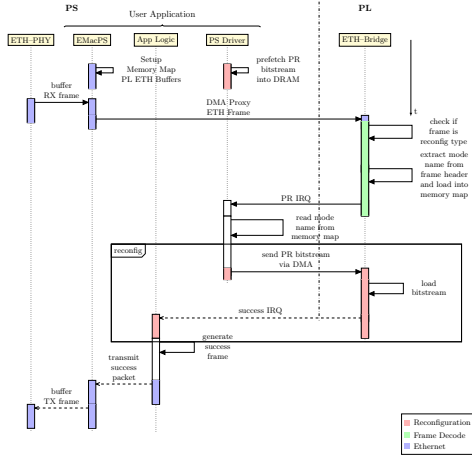 PS
PL
User Application
ETH–PHY
EMacPS
App Logic
PS Driver
ETH–Bridge
Setup
Memory Map
PL ETH Buffers
prefetch PR
bitstream
into DRAM
buffer
RX frame
DMA Proxy
ETH Frame
t
check if
frame is
reconfig type
extract mode
name from
frame header
and load into
memory map
PR IRQ
read mode
name from
memory map
reconfig
send PR bitstream
via DMA
load
bitstream
success IRQ
generate
success
frame
transmit
success
packet
buffer
TX frame
Reconfiguration
Frame Decode
Ethernet